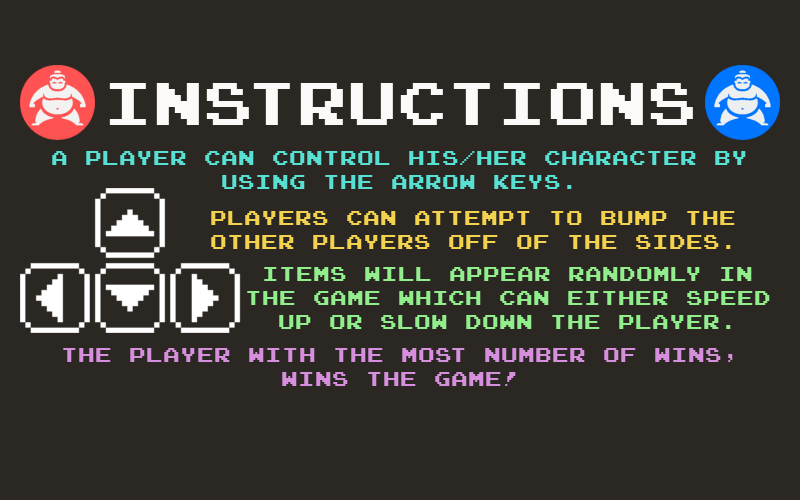 INSTRUCTIONS
A PLAYER CAN CONTROL HIS/HER CHARACTER BY
USING THE ARROW KEYS.
PLAYERS CAN ATTEMPT TO BUMP THE
OTHER PLAYERS OFF OF THE SIDES.
ITEMS WILL APPEAR RANDOMLY IN
THE GAME WHICH CAN EITHER SPEED
UP OR SLOW DOWN THE PLAYER.
THE PLAYER WITH THE MOST NUMBER OF WINS,
WINS THE GAME!